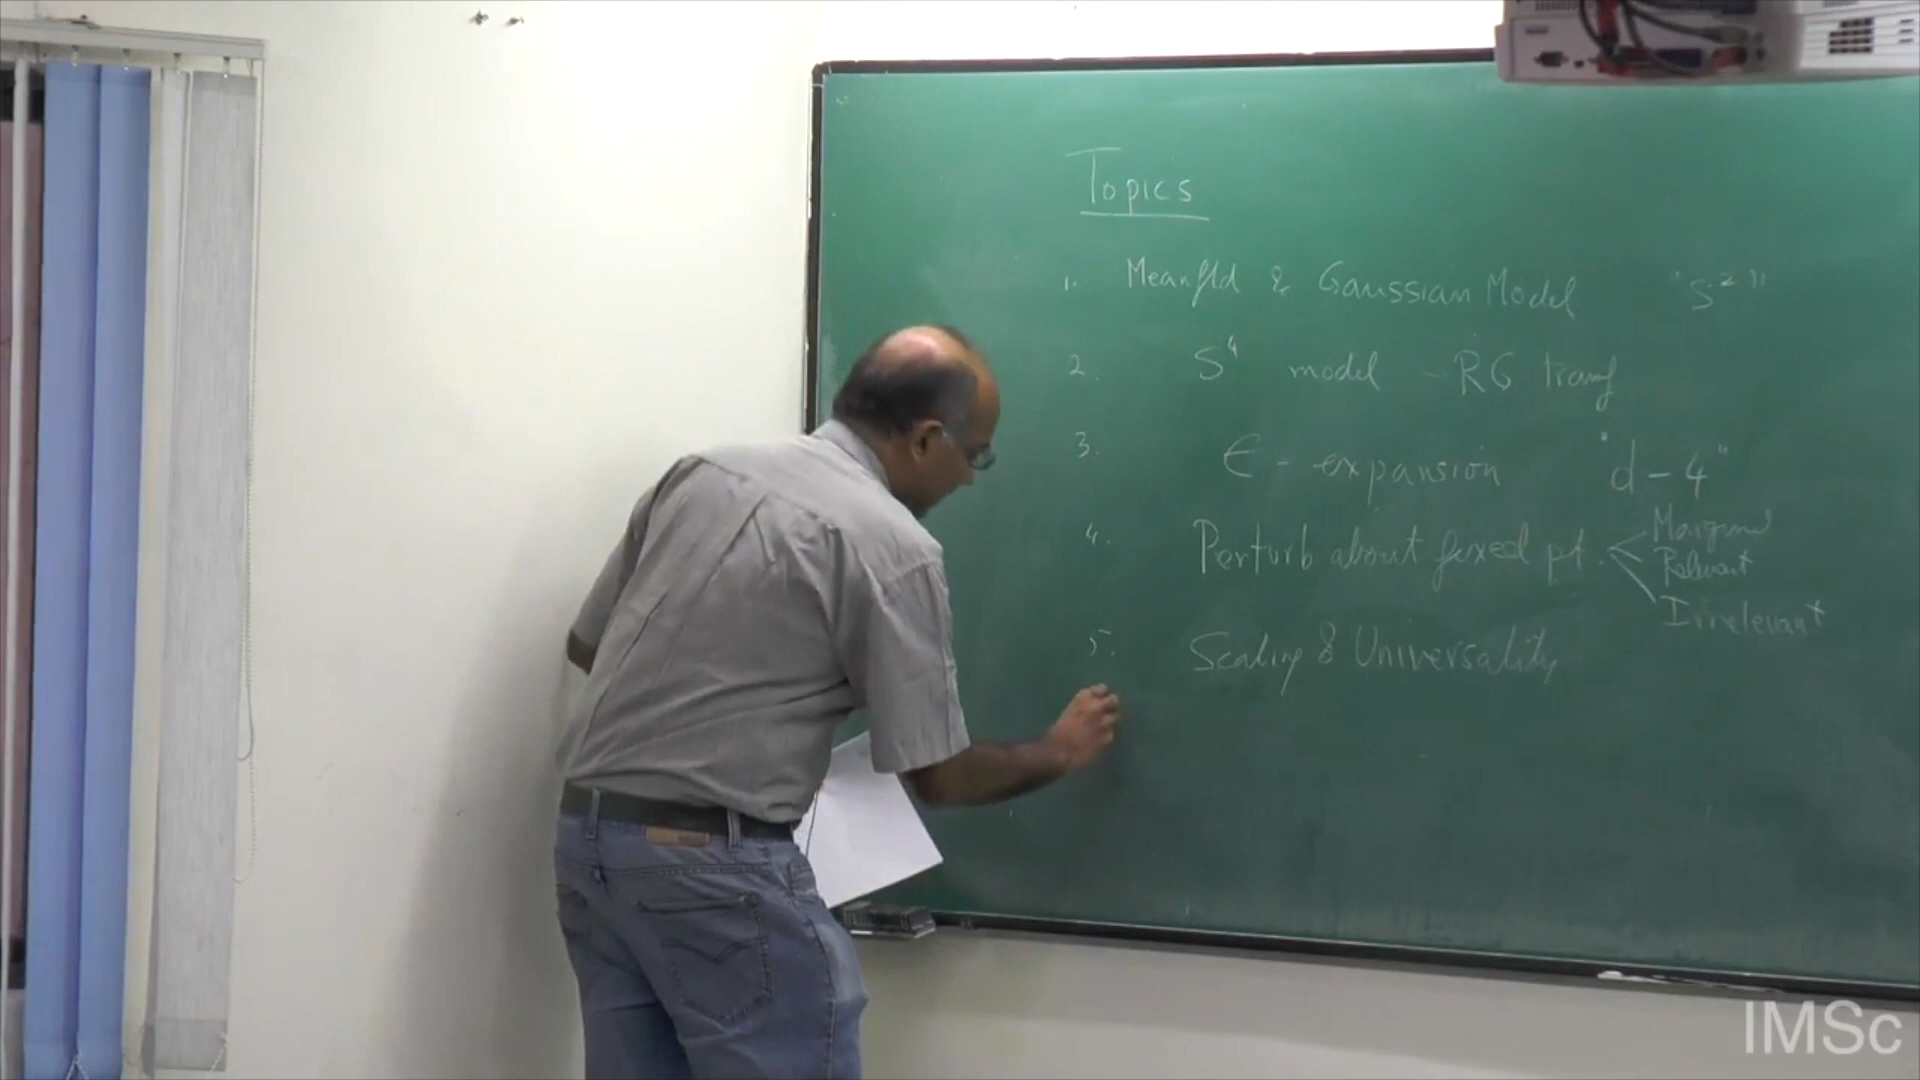 Topics
1. Meanfld & Gaussian Model "S²"
2. S⁴ model - RG transf
3. ϵ - expansion "d - 4"
4. Perturb about fixed pt. Marginal
Relevant
Irrelevant
5. Scaling & Universality
IMSc